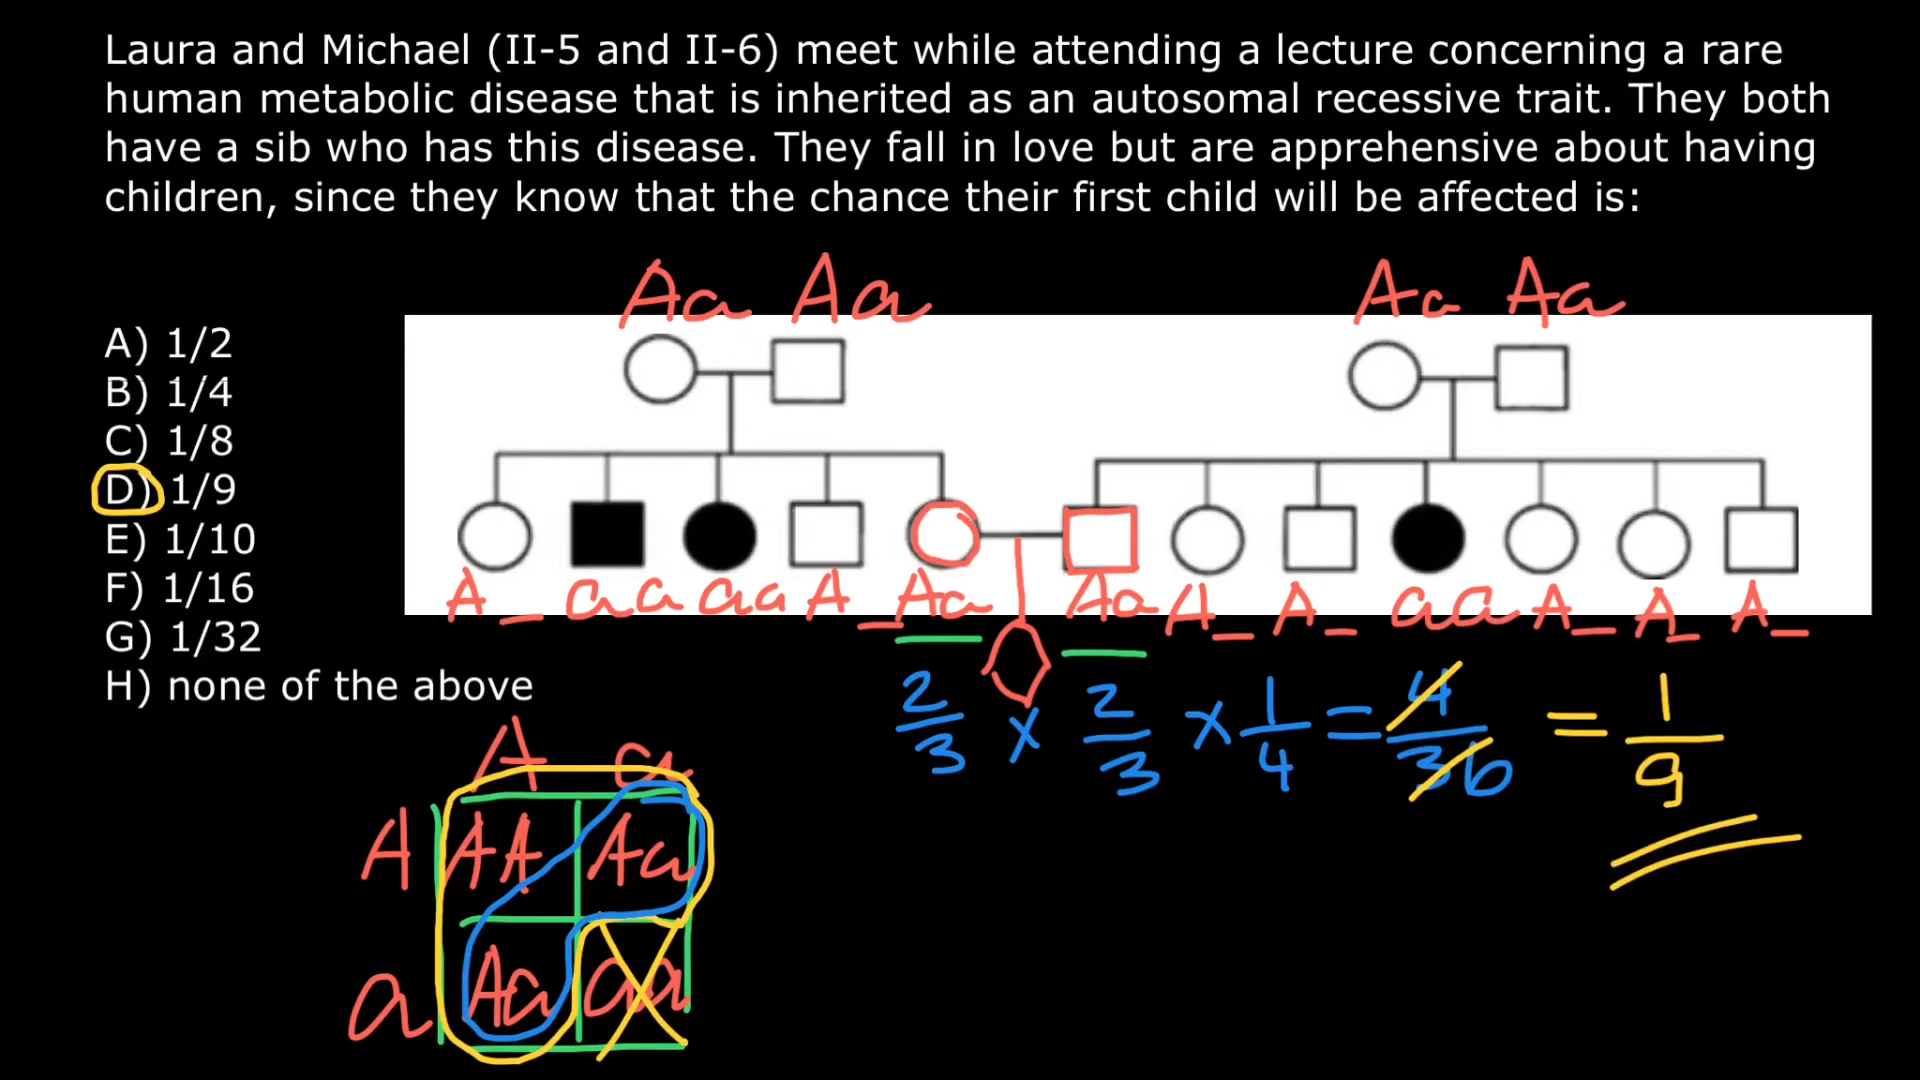 Laura and Michael (II-5 and II-6) meet while attending a lecture concerning a rare
human metabolic disease that is inherited as an autosomal recessive trait. They both
have a sib who has this disease. They fall in love but are apprehensive about having
children, since they know that the chance their first child will be affected is:
Aa Aa Aa Aa
A) 1/2
B) 1/4
C) 1/8
D) 1/9
E) 1/10
F) 1/16
G) 1/32
H) none of the above
A_ aa aa A_ Aa Aa A_ A_ aa A_ A_ A_
2/3 x 2/3 x 1/4 = 4/36 = 1/9
A a
A AA Aa
a Aa aa